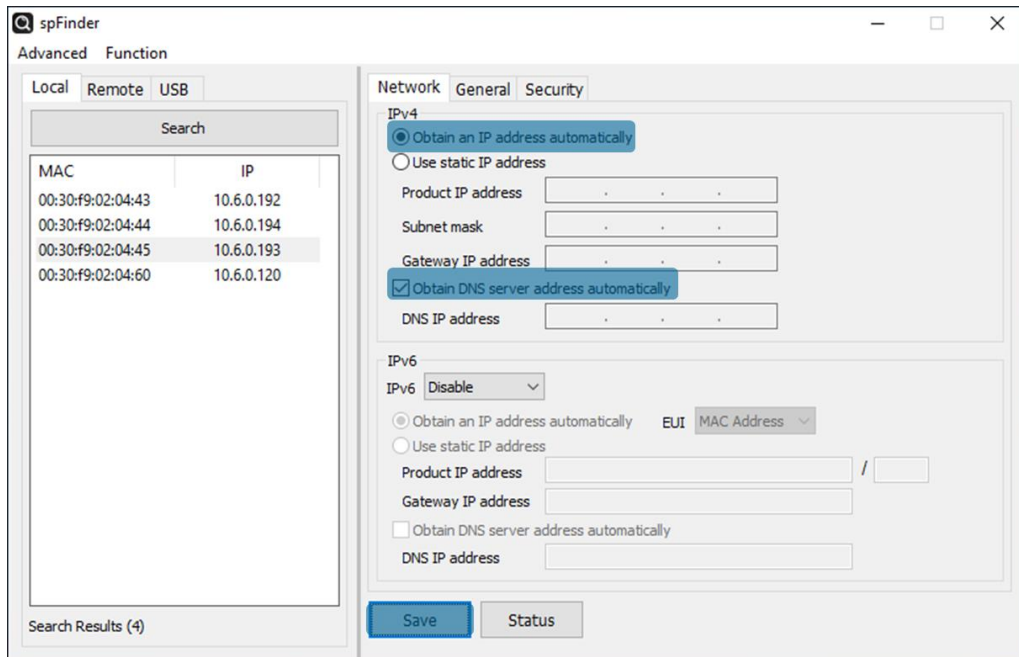 spFinder
Advanced Function
Local Remote USB
Search
MAC IP
00:30:f9:02:04:43 10.6.0.192
00:30:f9:02:04:44 10.6.0.194
00:30:f9:02:04:45 10.6.0.193
00:30:f9:02:04:60 10.6.0.120
Search Results (4)
Network General Security
IPv4
Obtain an IP address automatically
Use static IP address
Product IP address
Subnet mask
Gateway IP address
Obtain DNS server address automatically
DNS IP address
IPv6
IPv6 Disable
Obtain an IP address automatically EUI MAC Address
Use static IP address
Product IP address /
Gateway IP address
Obtain DNS server address automatically
DNS IP address
Save Status